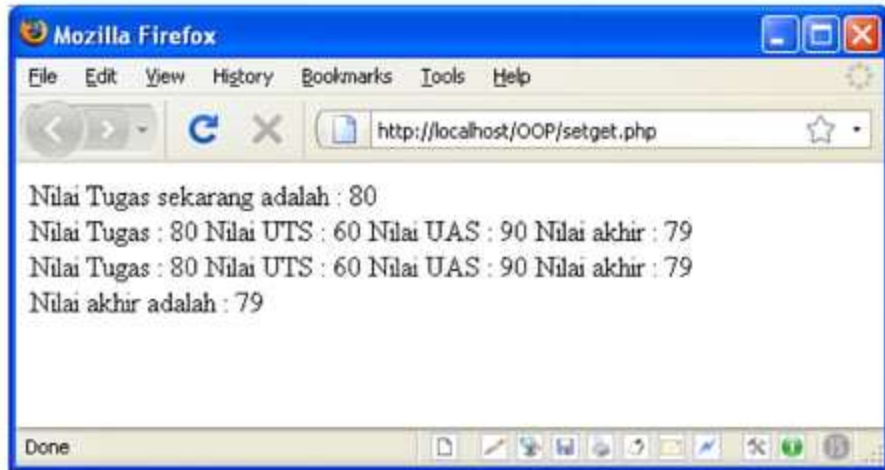 Mozilla Firefox
File Edit View History Bookmarks Tools Help
http://localhost/OOP/setget.php
Nilai Tugas sekarang adalah : 80
Nilai Tugas : 80 Nilai UTS : 60 Nilai UAS : 90 Nilai akhir : 79
Nilai Tugas : 80 Nilai UTS : 60 Nilai UAS : 90 Nilai akhir : 79
Nilai akhir adalah : 79
Done